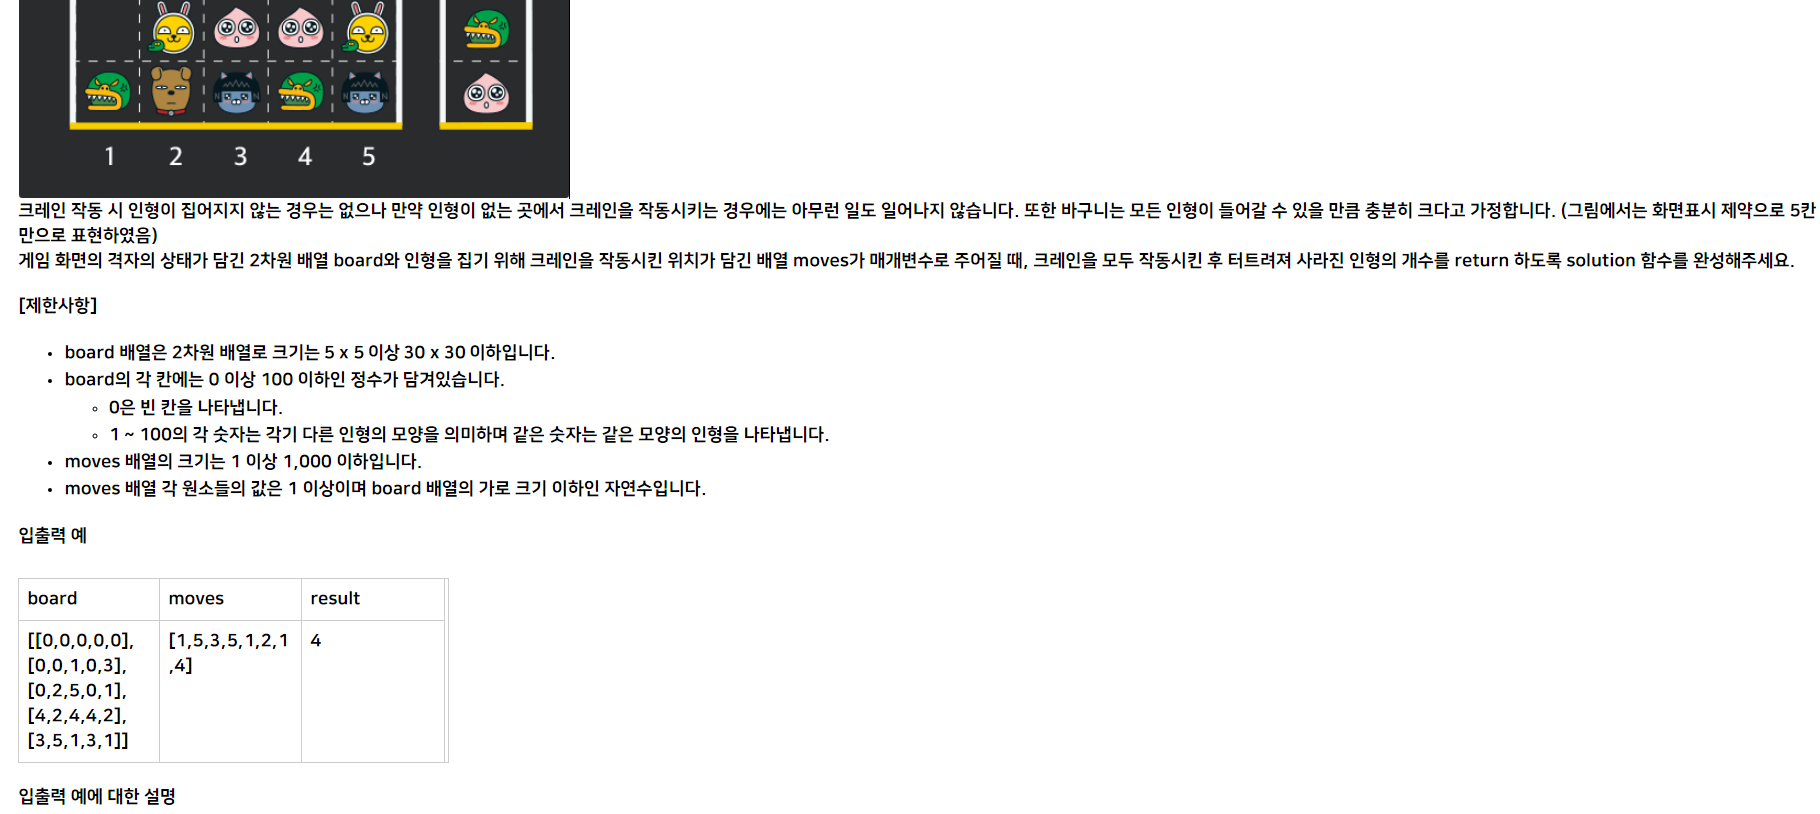 1 2 3 4 5
크레인 작동 시 인형이 집어지지 않는 경우는 없으나 만약 인형이 없는 곳에서 크레인을 작동시키는 경우에는 아무런 일도 일어나지 않습니다. 또한 바구니는 모든 인형이 들어갈 수 있을 만큼 충분히 크다고 가정합니다. (그림에서는 화면표시 제약으로 5칸
만으로 표현하였음)
게임 화면의 격자의 상태가 담긴 2차원 배열 board와 인형을 집기 위해 크레인을 작동시킨 위치가 담긴 배열 moves가 매개변수로 주어질 때, 크레인을 모두 작동시킨 후 터트려져 사라진 인형의 개수를 return 하도록 solution 함수를 완성해주세요.
[제한사항]
• board 배열은 2차원 배열로 크기는 5 x 5 이상 30 x 30 이하입니다.
• board의 각 칸에는 0 이상 100 이하인 정수가 담겨있습니다.
◦ 0은 빈 칸을 나타냅니다.
◦ 1 ~ 100의 각 숫자는 각기 다른 인형의 모양을 의미하며 같은 숫자는 같은 모양의 인형을 나타냅니다.
• moves 배열의 크기는 1 이상 1,000 이하입니다.
• moves 배열 각 원소들의 값은 1 이상이며 board 배열의 가로 크기 이하인 자연수입니다.
입출력 예
board moves result
[[0,0,0,0,0], [1,5,3,5,1,2,1 4
[0,0,1,0,3], ,4]
[0,2,5,0,1],
[4,2,4,4,2],
[3,5,1,3,1]]
입출력 예에 대한 설명